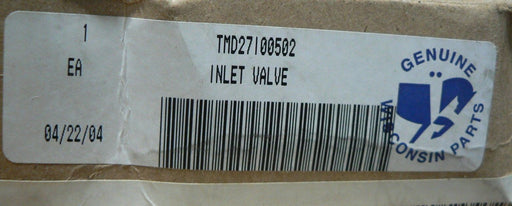 1
EA
04/22/04
TMD27100502
INLET VALVE
GENUINE
WISCONSIN PARTS